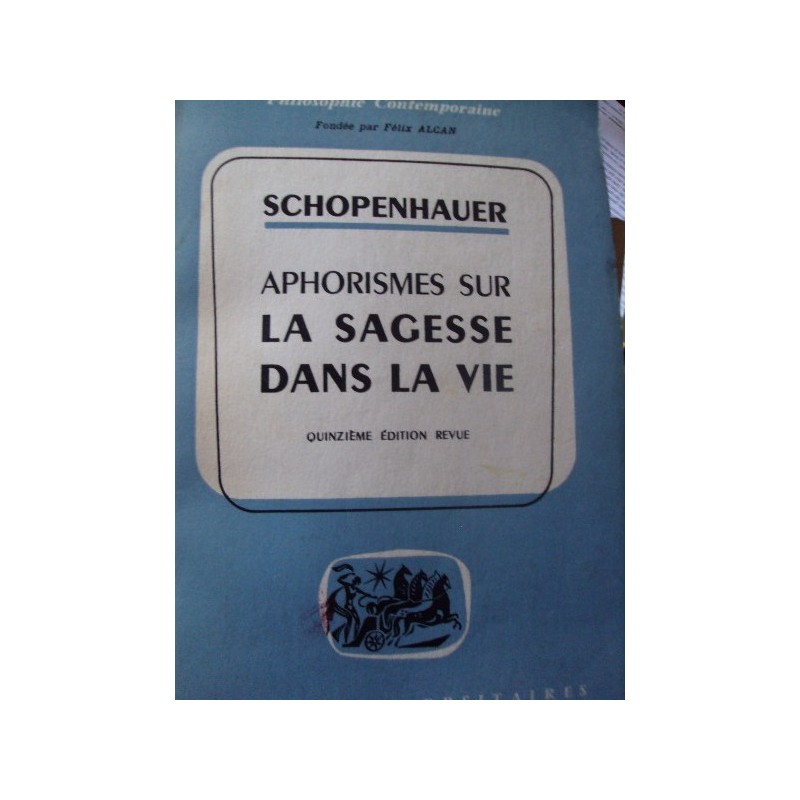 Philosophie Contemporaine
Fondée par Félix ALCAN
SCHOPENHAUER
APHORISMES SUR
LA SAGESSE
DANS LA VIE
QUINZIÈME ÉDITION REVUE